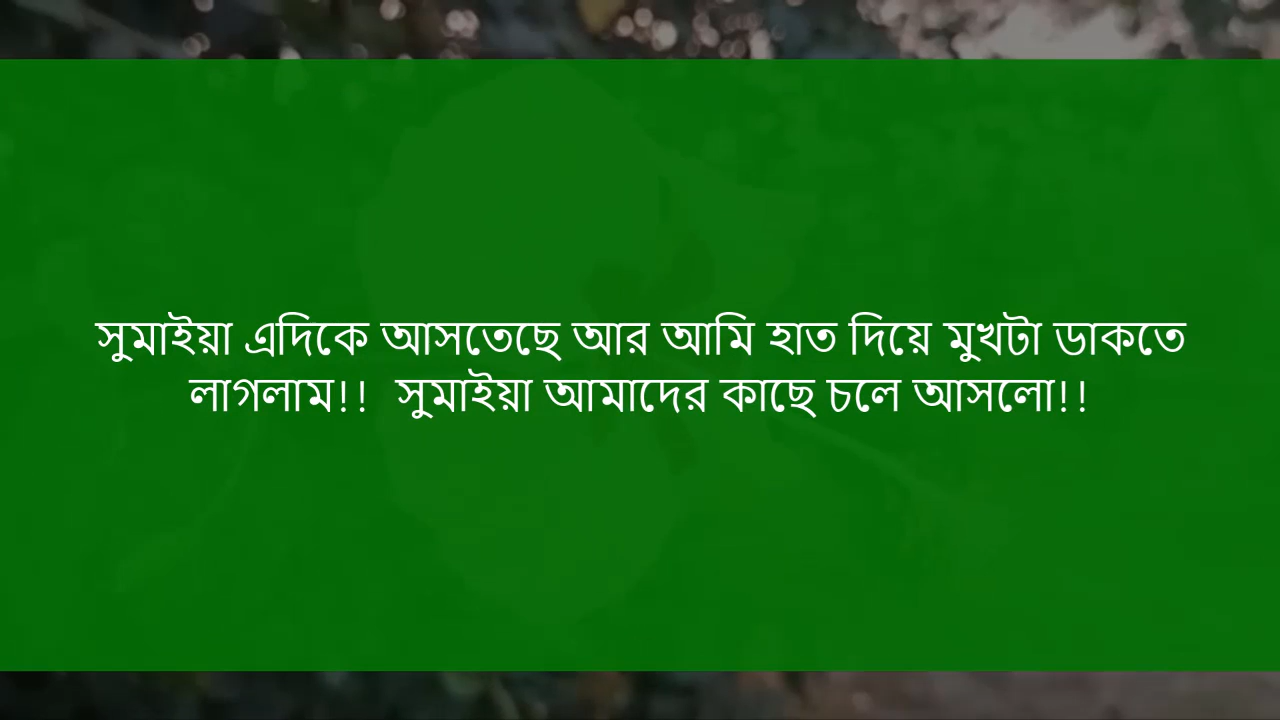 সুমাইয়া এদিকে আসতেছে আর আমি হাত দিয়ে মুখটা ডাকতে
লাগলাম!!  সুমাইয়া আমাদের কাছে চলে আসলো!!